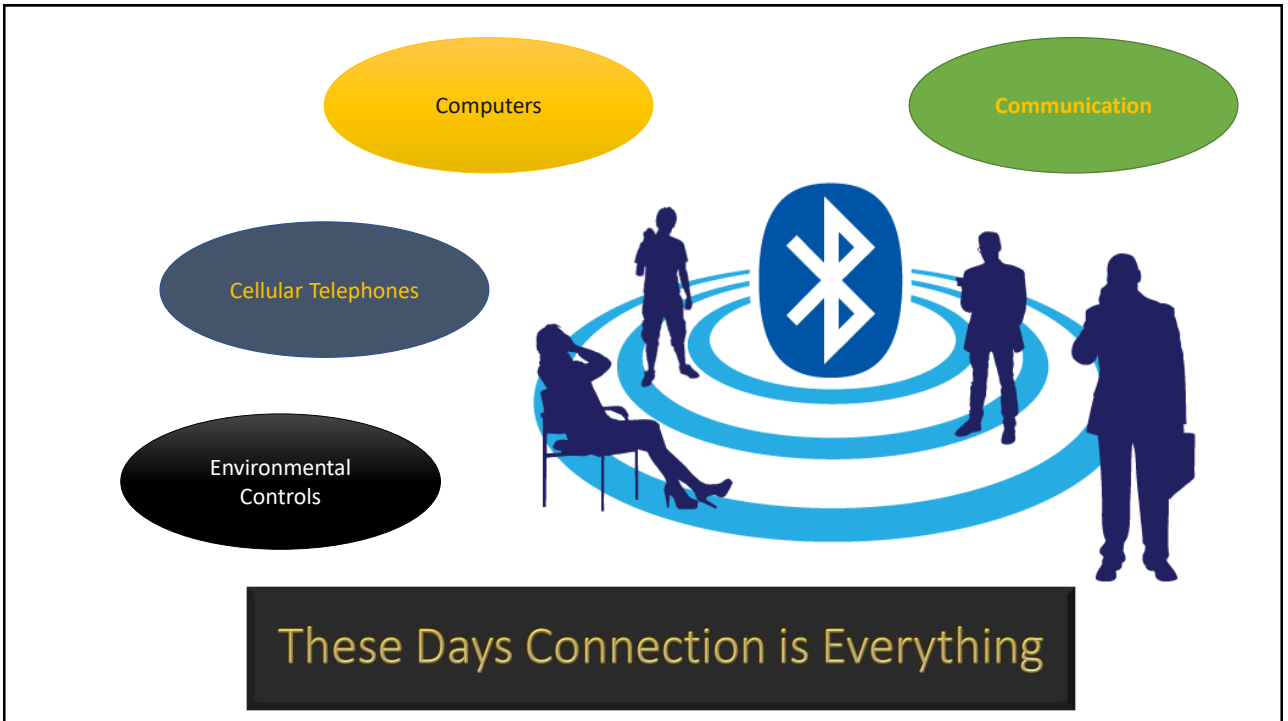 Computers
Communication
Cellular Telephones
Environmental
Controls
These Days Connection is Everything